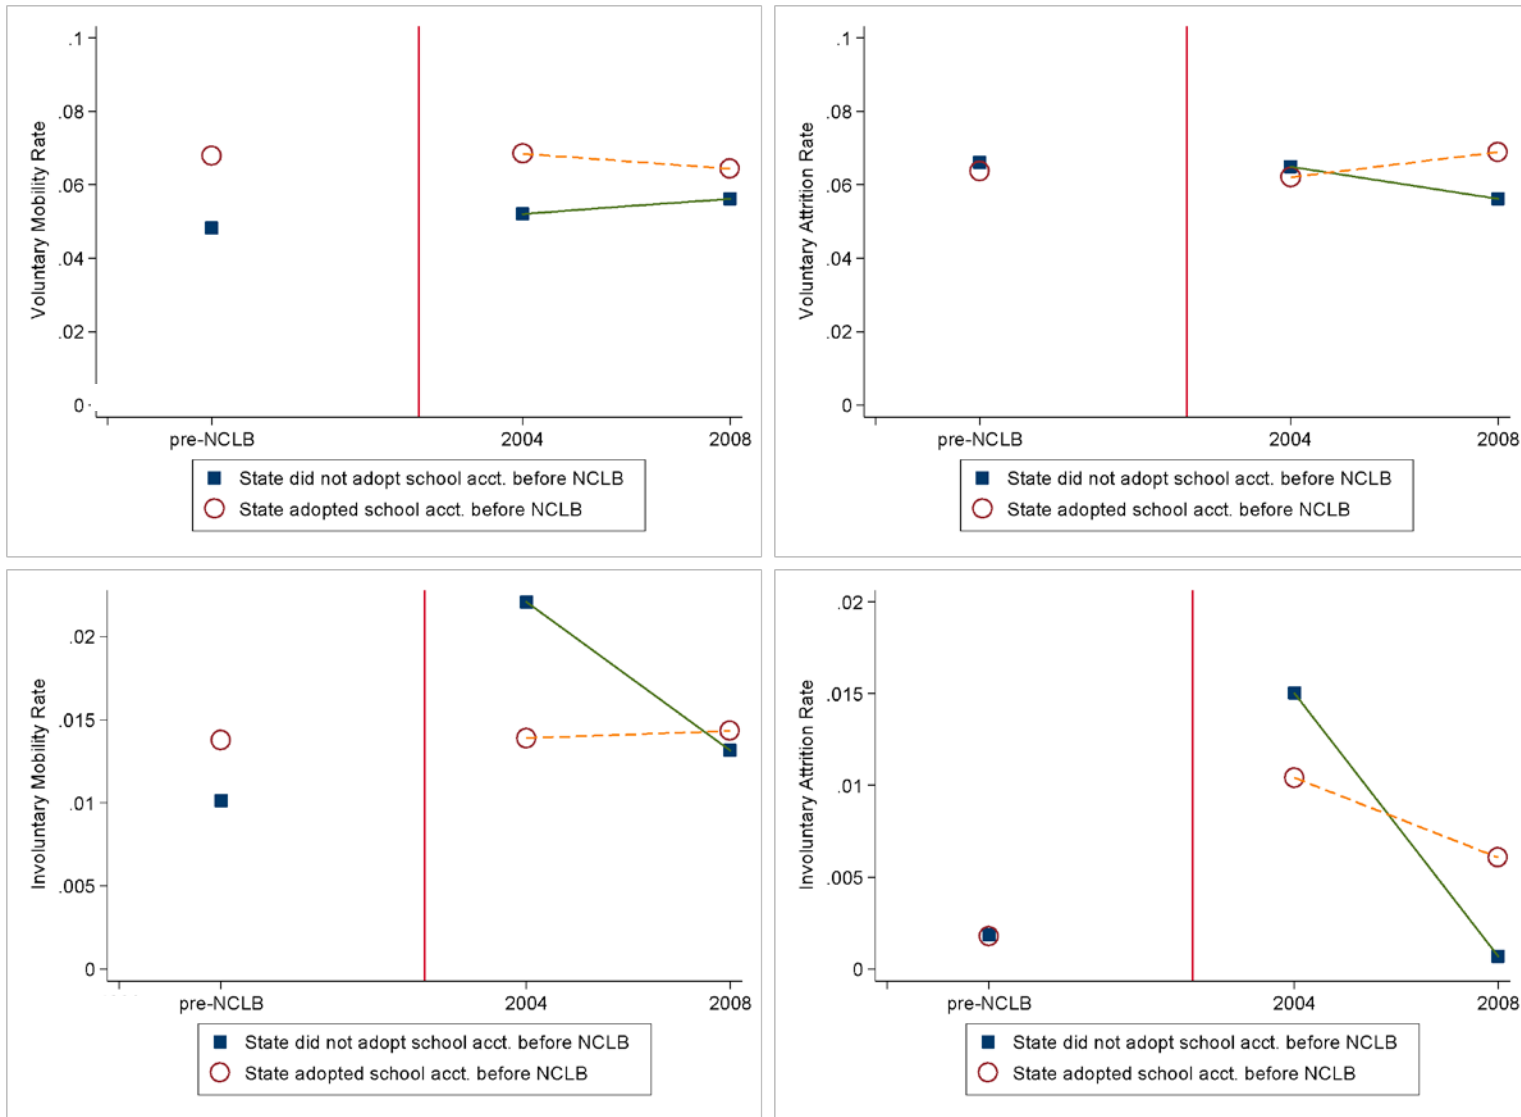 Voluntary Mobility Rate
.1
.08
.06
.04
.02
0
pre-NCLB 2004 2008
State did not adopt school acct. before NCLB
State adopted school acct. before NCLB
Voluntary Attrition Rate
.1
.08
.06
.04
.02
0
pre-NCLB 2004 2008
State did not adopt school acct. before NCLB
State adopted school acct. before NCLB
Involuntary Mobility Rate
.02
.015
.01
.005
0
pre-NCLB 2004 2008
State did not adopt school acct. before NCLB
State adopted school acct. before NCLB
Involuntary Attrition Rate
.02
.015
.01
.005
0
pre-NCLB 2004 2008
State did not adopt school acct. before NCLB
State adopted school acct. before NCLB